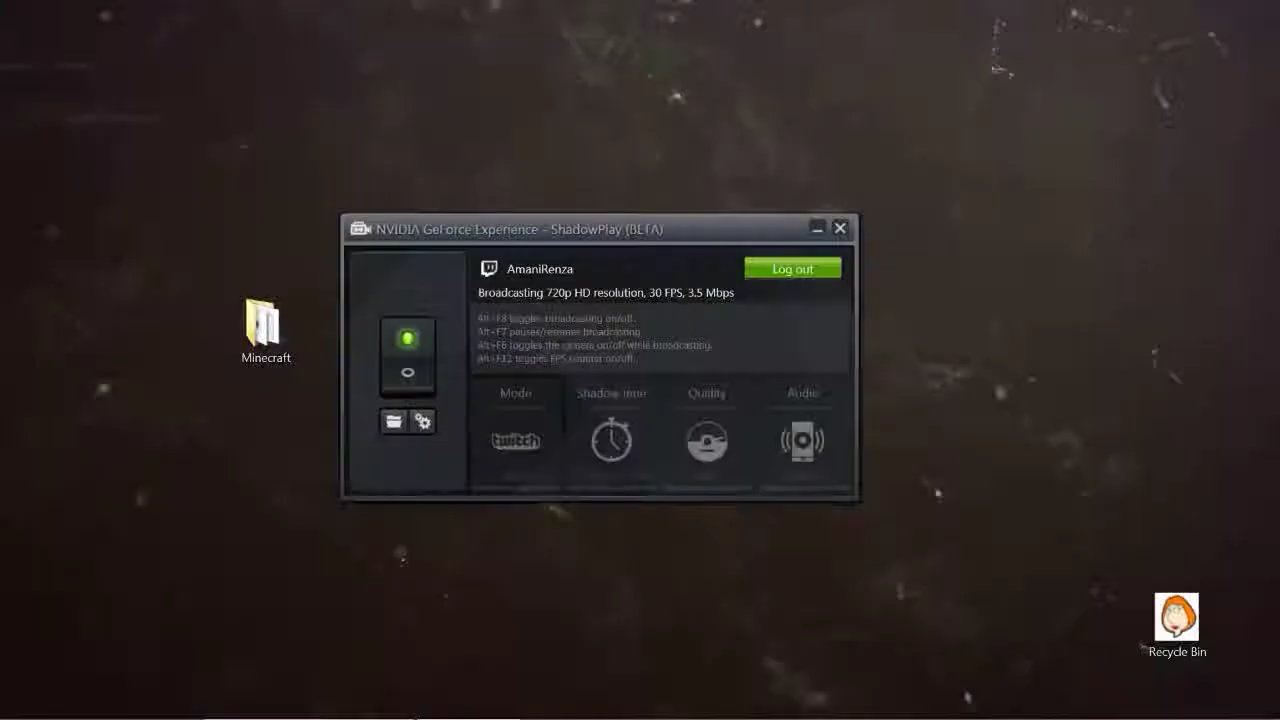 NVIDIA GeForce Experience - ShadowPlay (BETA)
AmaniRenza
Log out
Broadcasting 720p HD resolution, 30 FPS, 3.5 Mbps
Alt+F8 toggles broadcasting on/off.
Alt+F7 pauses/resumes broadcasting.
Alt+F6 toggles the camera on/off while broadcasting.
Alt+F12 toggles FPS counter on/off.
Mode
Shadow Time
Quality
Audio
twitch
Minecraft
Recycle Bin